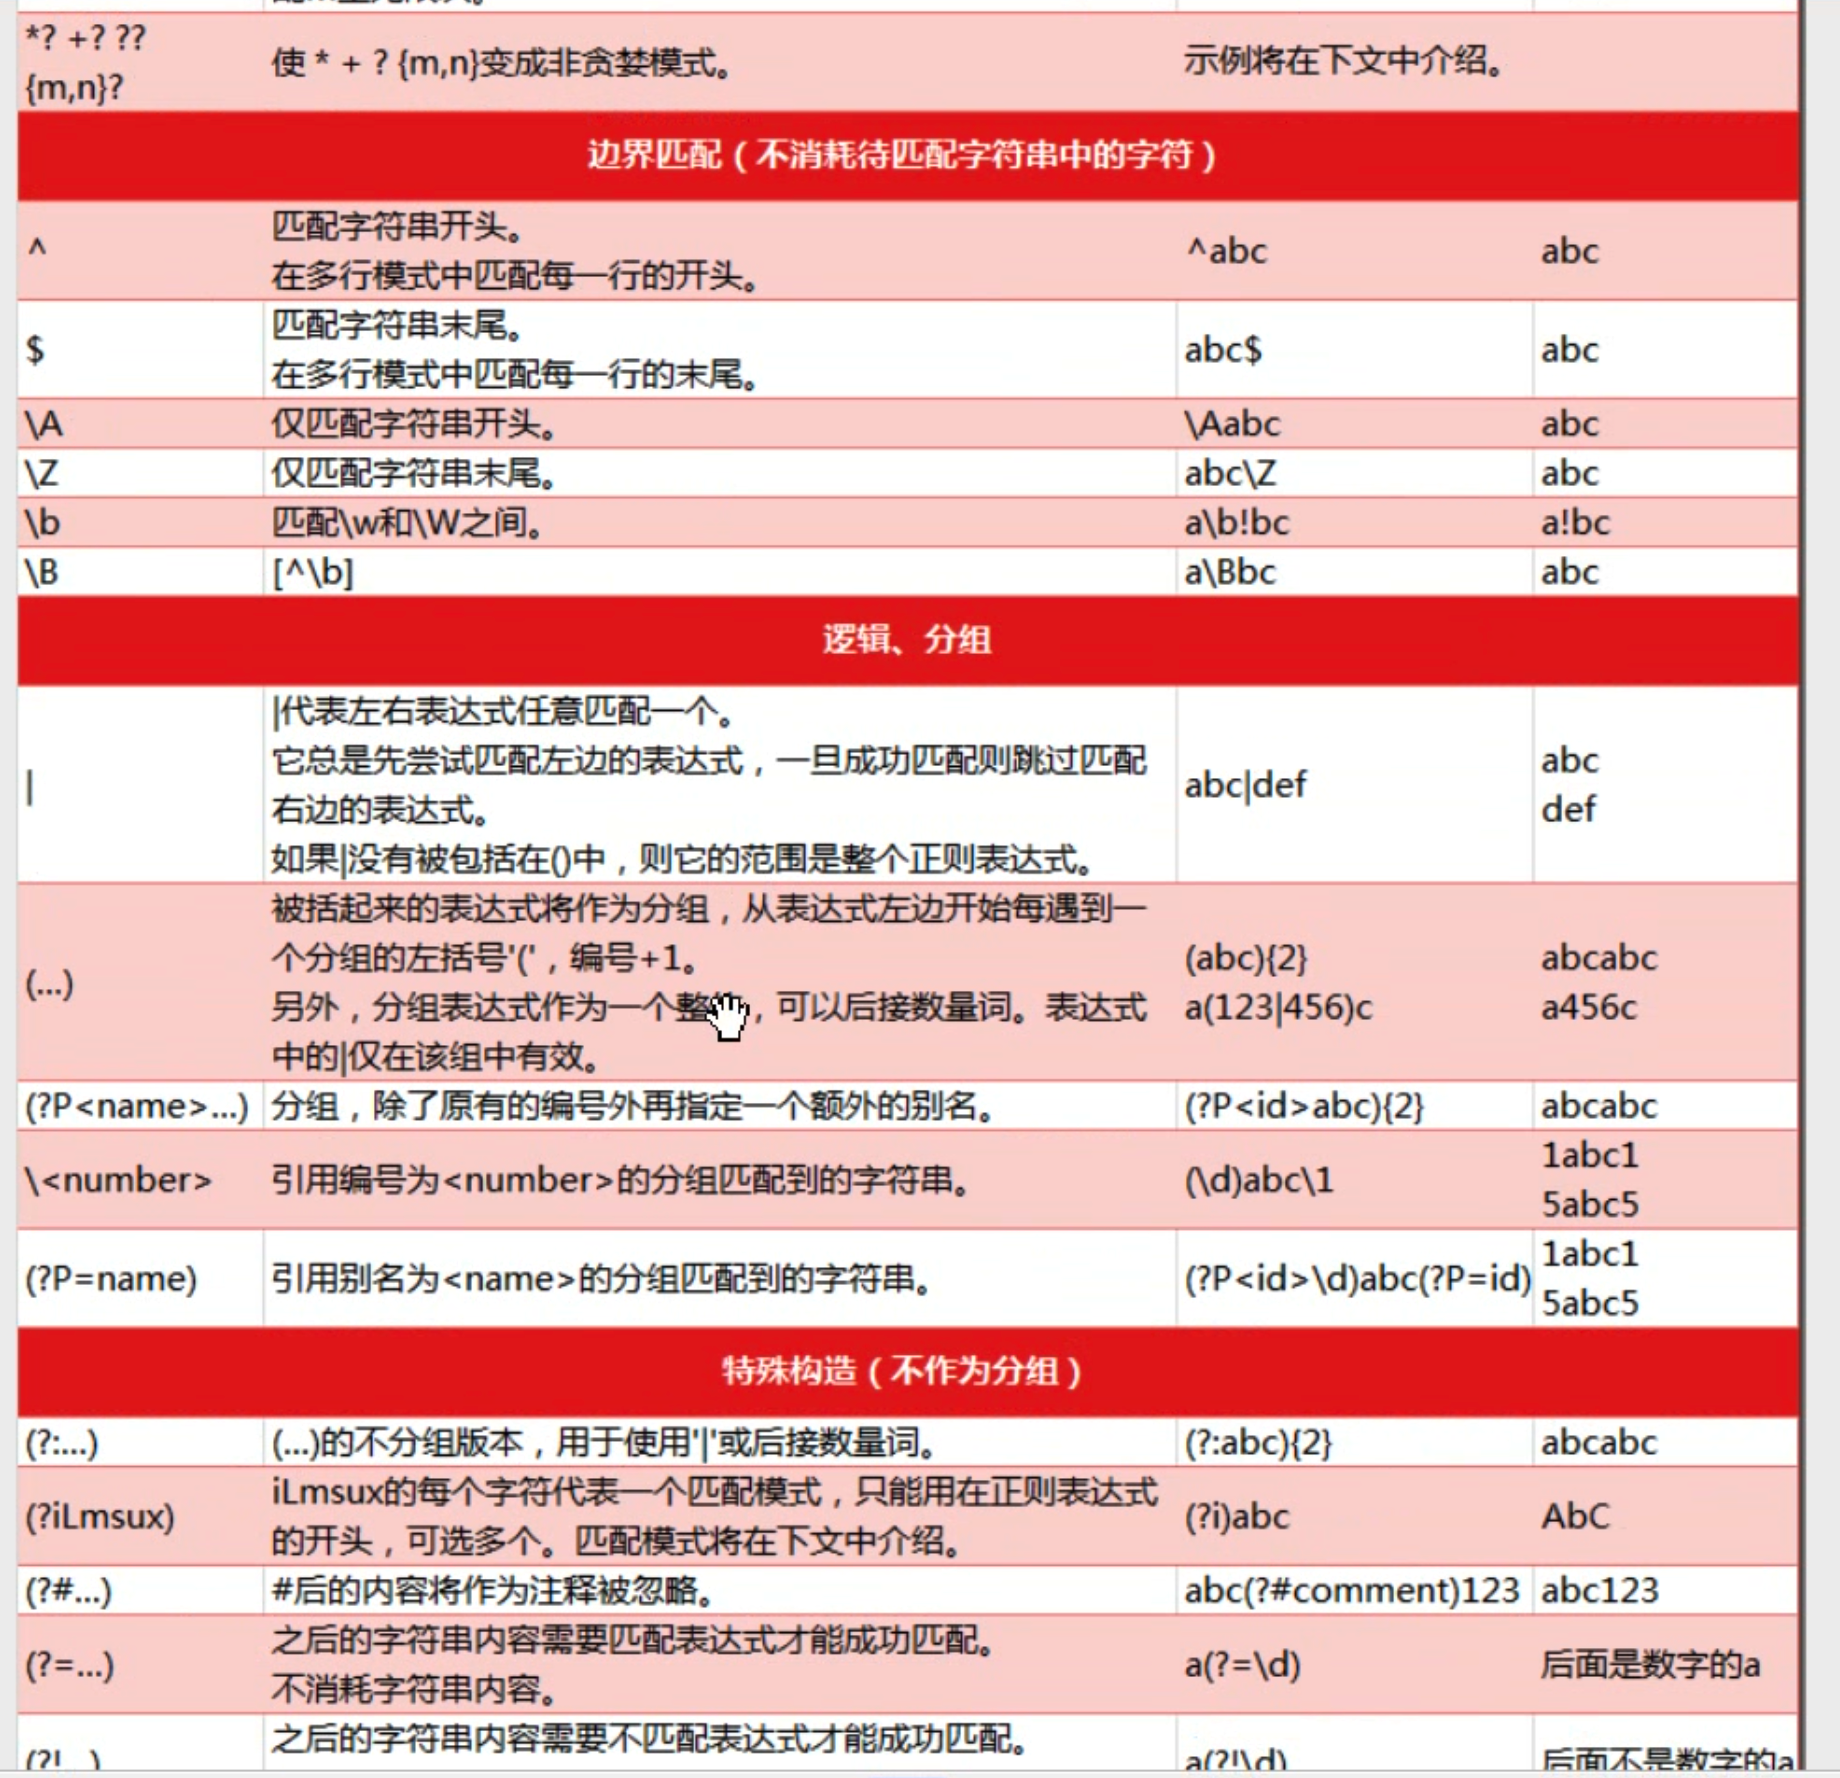 *? +? ??
{m,n}?
使 * + ? {m,n}变成非贪婪模式。
示例将在下文中介绍。
边界匹配（不消耗待匹配字符串中的字符）
^
匹配字符串开头。
在多行模式中匹配每一行的开头。
^abc
abc
$
匹配字符串末尾。
在多行模式中匹配每一行的末尾。
abc$
abc
\A
仅匹配字符串开头。
\Aabc
abc
\Z
仅匹配字符串末尾。
abc\Z
abc
\b
匹配\w和\W之间。
a\b!bc
a!bc
\B
[^\b]
a\Bbc
abc
逻辑、分组
|
|代表左右表达式任意匹配一个。
它总是先尝试匹配左边的表达式，一旦成功匹配则跳过匹配
右边的表达式。
如果|没有被包括在()中，则它的范围是整个正则表达式。
abc|def
abc
def
(...)
被括起来的表达式将作为分组，从表达式左边开始每遇到一
个分组的左括号'('，编号+1。
另外，分组表达式作为一个整，可以后接数量词。表达式
中的|仅在该组中有效。
(abc){2}
a(123|456)c
abcabc
a456c
(?P<name>...)
分组，除了原有的编号外再指定一个额外的别名。
(?P<id>abc){2}
abcabc
\<number>
引用编号为<number>的分组匹配到的字符串。
(\d)abc\1
1abc1
5abc5
(?P=name)
引用别名为<name>的分组匹配到的字符串。
(?P<id>\d)abc(?P=id)
1abc1
5abc5
特殊构造（不作为分组）
(?:...)
(...)的不分组版本，用于使用'|'或后接数量词。
(?:abc){2}
abcabc
(?iLmsux)
iLmsux的每个字符代表一个匹配模式，只能用在正则表达式
的开头，可选多个。匹配模式将在下文中介绍。
(?i)abc
AbC
(?#...)
#后的内容将作为注释被忽略。
abc(?#comment)123
abc123
(?=...)
之后的字符串内容需要匹配表达式才能成功匹配。
不消耗字符串内容。
a(?=\d)
后面是数字的a
(?!...)
之后的字符串内容需要不匹配表达式才能成功匹配。
a(?!\d)
后面不是数字的a